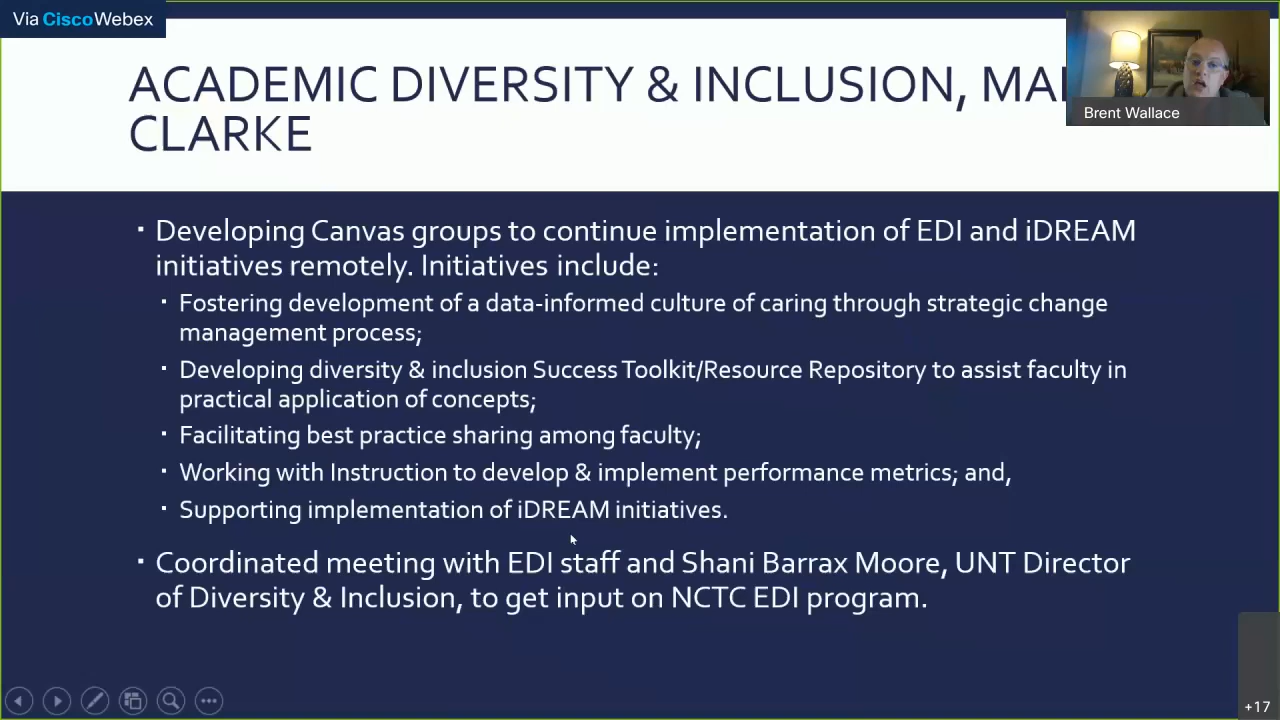 Via CiscoWebex
ACADEMIC DIVERSITY & INCLUSION,
CLARKE
Brent Wallace
▪ Developing Canvas groups to continue implementation of EDI and iDREAM
initiatives remotely. Initiatives include:
▪ Fostering development of a data-informed culture of caring through strategic change
management process;
▪ Developing diversity & inclusion Success Toolkit/Resource Repository to assist faculty in
practical application of concepts;
▪ Facilitating best practice sharing among faculty;
▪ Working with Instruction to develop & implement performance metrics; and,
▪ Supporting implementation of iDREAM initiatives.
▪ Coordinated meeting with EDI staff and Shani Barrax Moore, UNT Director
of Diversity & Inclusion, to get input on NCTC EDI program.
+17